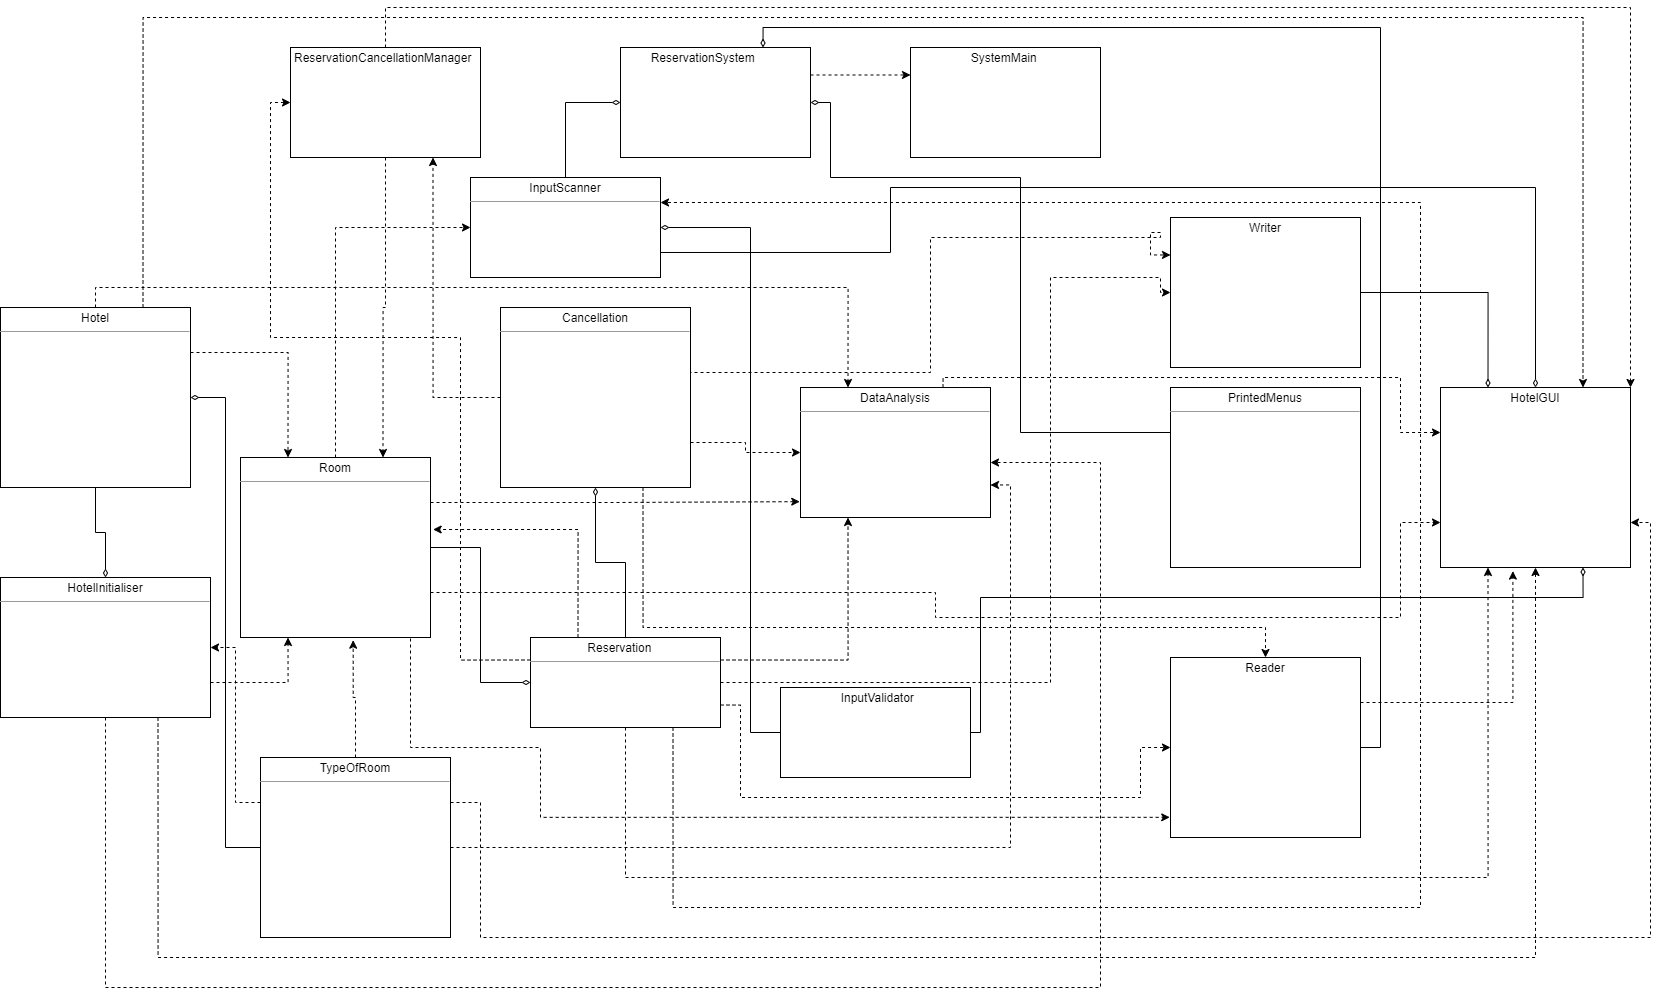 ReservationCancellationManager
ReservationSystem
SystemMain
InputScanner
Writer
Hotel
Cancellation
DataAnalysis
PrintedMenus
HotelGUI
Room
HotelInitialiser
Reservation
Reader
InputValidator
TypeOfRoom